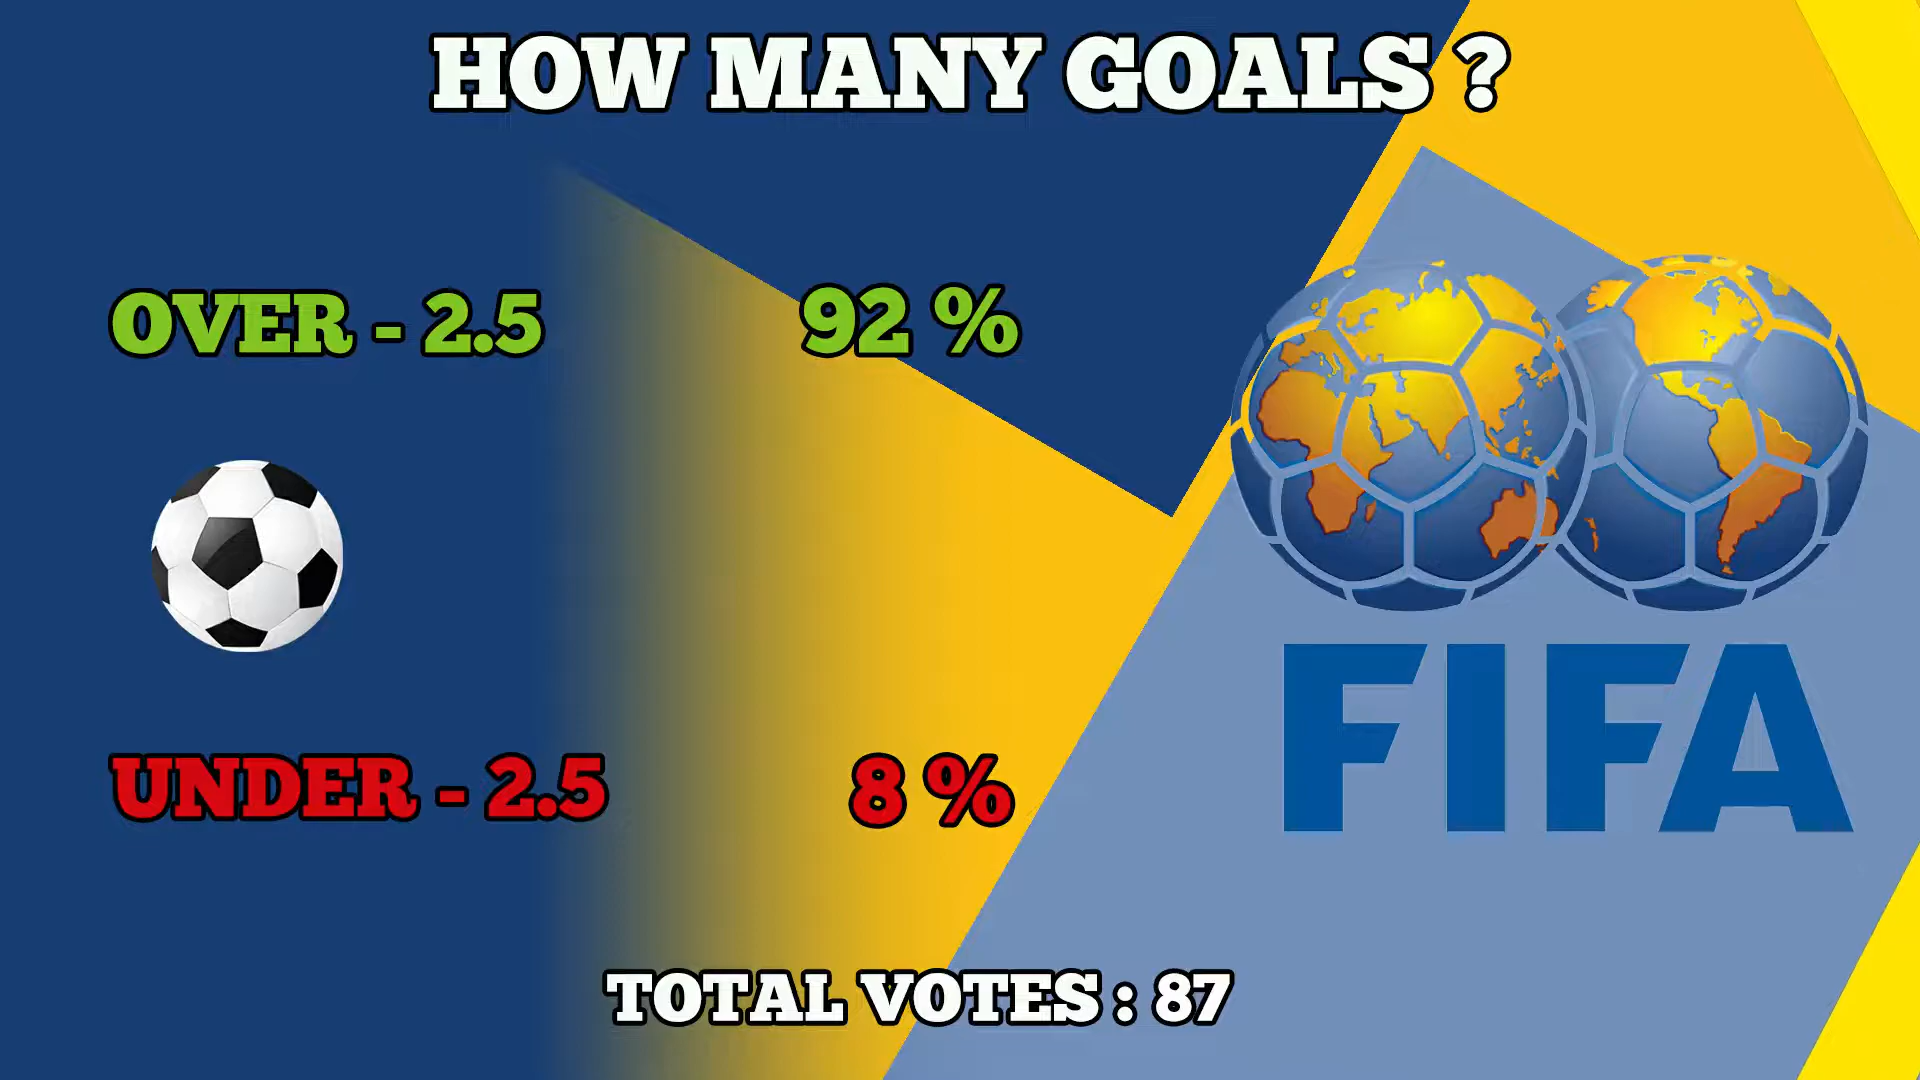 HOW MANY GOALS ?
OVER - 2.5 92 %
UNDER - 2.5 8 %
FIFA
TOTAL VOTES : 87